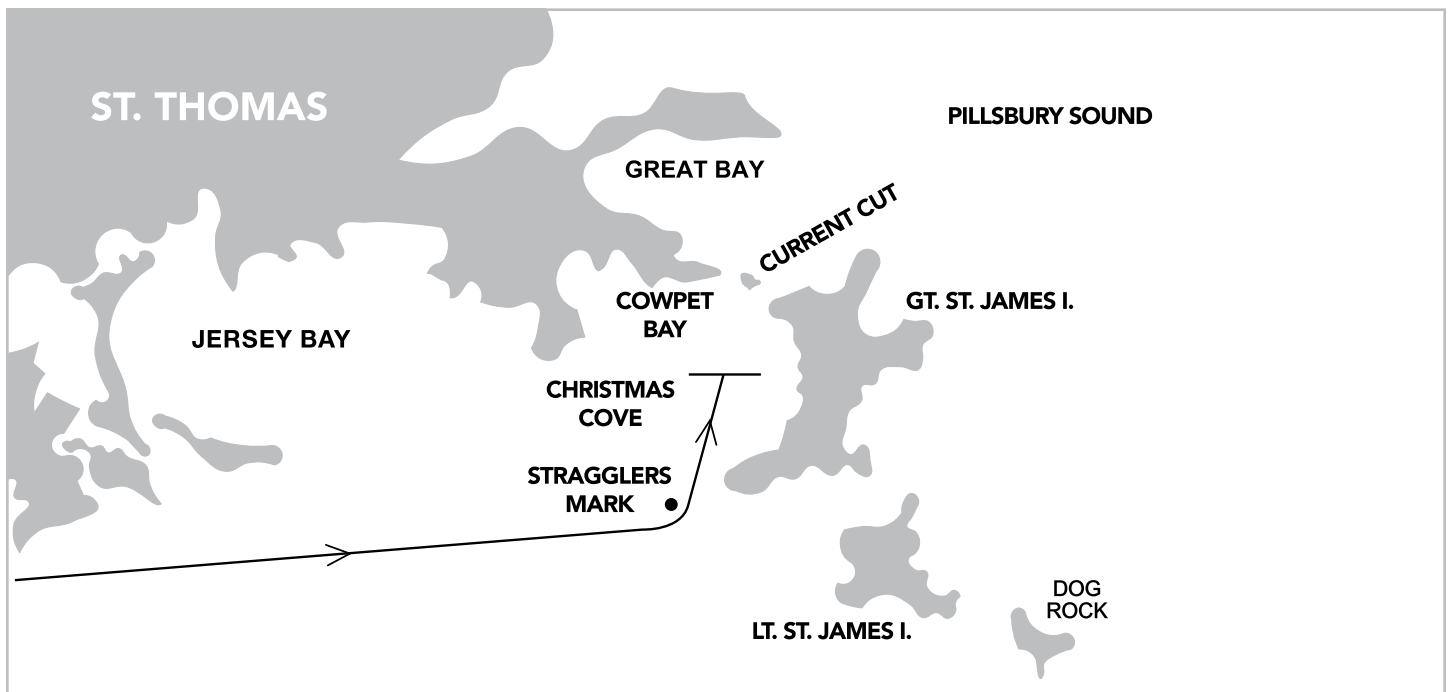 ST. THOMAS
PILLSBURY SOUND
GREAT BAY
CURRENT CUT
COWPET
BAY
GT. ST. JAMES I.
JERSEY BAY
CHRISTMAS
COVE
STRAGGLERS
MARK
DOG
ROCK
LT. ST. JAMES I.